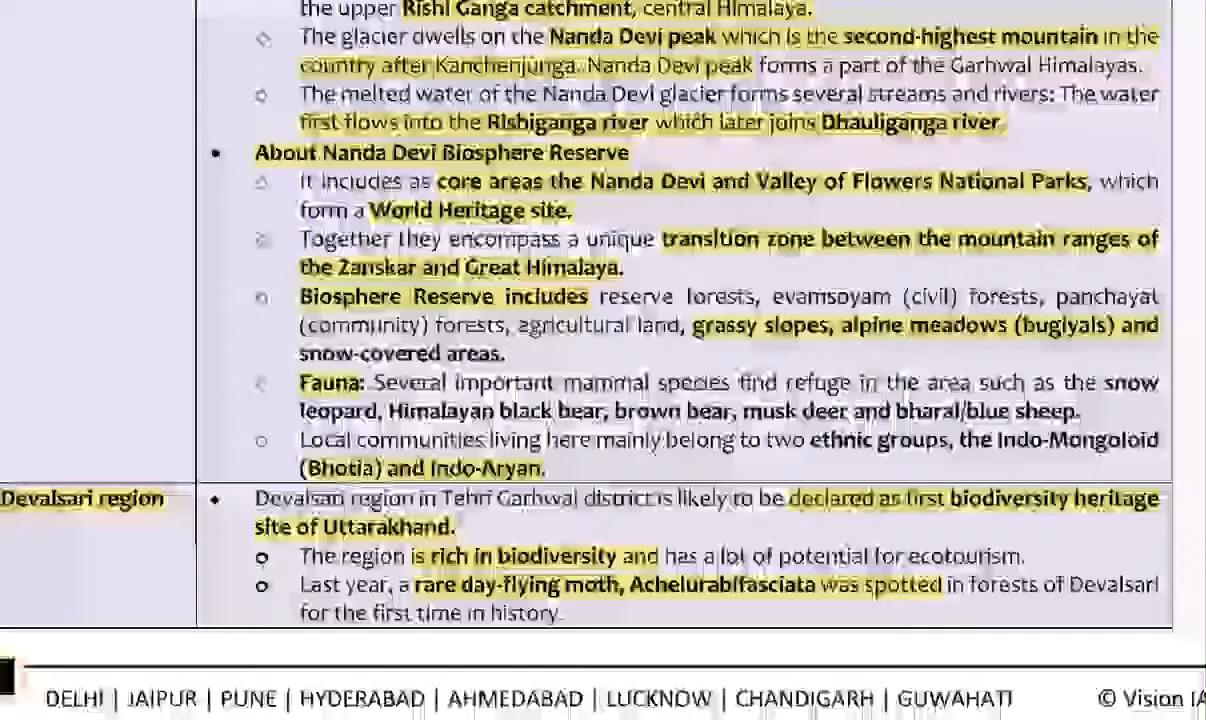 the upper Rishi Ganga catchment, central Himalaya.
The glacier dwells on the Nanda Devi peak which is the second-highest mountain in the
country after Kanchenjunga. Nanda Devi peak forms a part of the Garhwal Himalayas.
The melted water of the Nanda Devi glacier forms several streams and rivers: The water
first flows into the Rishiganga river which later joins Dhauliganga river.
• About Nanda Devi Biosphere Reserve
It includes as core areas the Nanda Devi and Valley of Flowers National Parks, which
form a World Heritage site.
Together they encompass a unique transition zone between the mountain ranges of
the Zanskar and Great Himalaya.
Biosphere Reserve includes reserve forests, evamsoyam (civil) forests, panchayat
(community) forests, agricultural land, grassy slopes, alpine meadows (buglyals) and
snow-covered areas.
Fauna: Several important mammal species find refuge in the area such as the snow
leopard, Himalayan black bear, brown bear, musk deer and bharal/blue sheep.
Local communities living here mainly belong to two ethnic groups, the Indo-Mongoloid
(Bhotia) and Indo-Aryan.
Devalsari region • Devalsari region in Tehri Garhwal district is likely to be declared as first biodiversity heritage
site of Uttarakhand.
o The region is rich in biodiversity and has a lot of potential for ecotourism.
o Last year, a rare day-flying moth, Achelurabifasciata was spotted in forests of Devalsari
for the first time in history.
DELHI | JAIPUR | PUNE | HYDERABAD | AHMEDABAD | LUCKNOW | CHANDIGARH | GUWAHATI © Vision IA